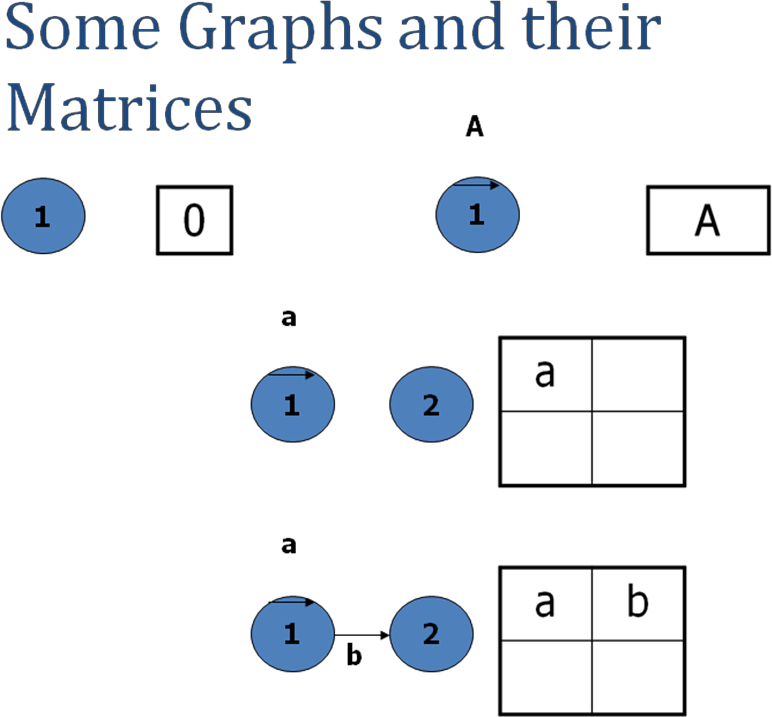 Some Graphs and their
Matrices
A
1 0 1 A
a
1 2 a
a
a b
1 2
b